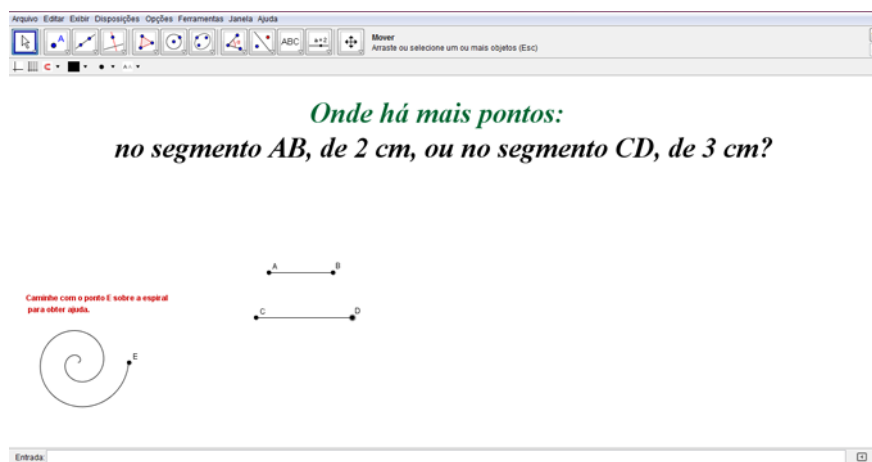 Arquivo Editar Exibir Disposições Opções Ferramentas Janela Ajuda
A
ABC
a=2
Mover
Arraste ou selecione um ou mais objetos (Esc)
Onde há mais pontos:
no segmento AB, de 2 cm, ou no segmento CD, de 3 cm?
A B
Caminhe com o ponto E sobre a espiral
para obter ajuda.
C D
E
Entrada: